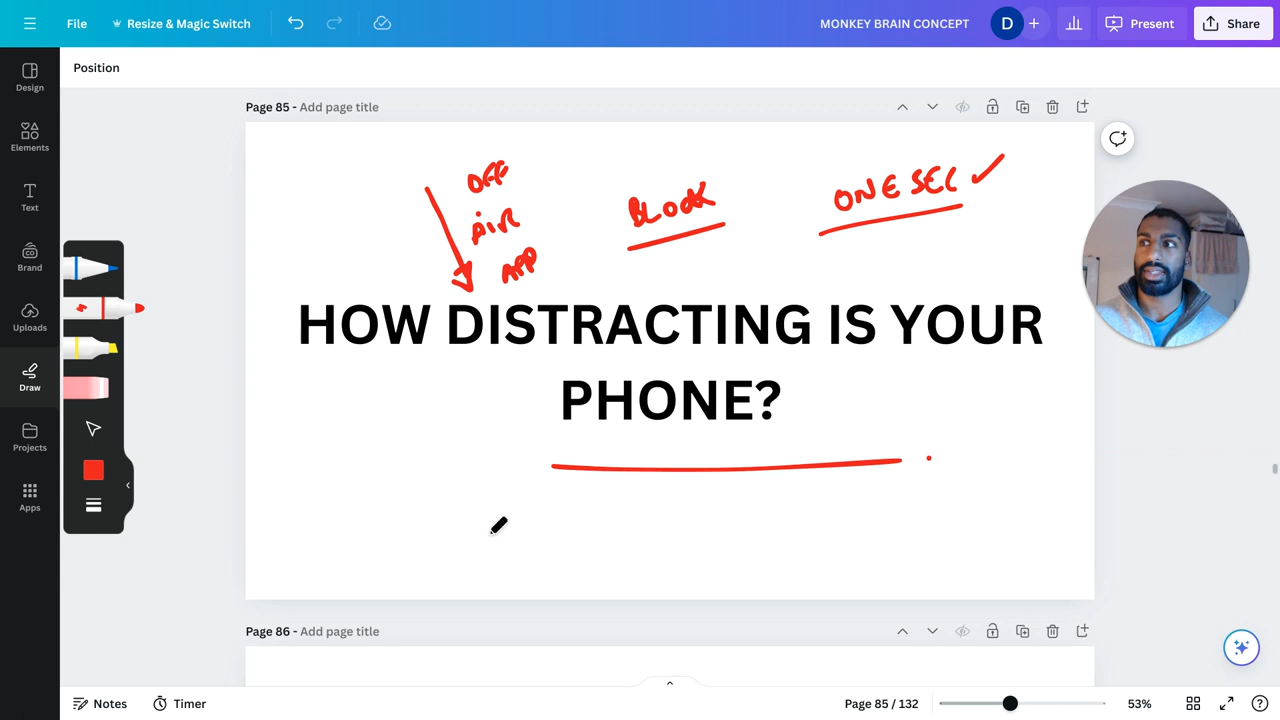 File
Resize & Magic Switch
MONKEY BRAIN CONCEPT
D
+
Present
Share
Position
Design
Elements
Text
Brand
Uploads
Draw
Projects
Apps
Page 85 - Add page title
OFF
AIR
APP
BLOCK
ONE SEC ✓
HOW DISTRACTING IS YOUR
PHONE?
Page 86 - Add page title
Notes
Timer
Page 85 / 132
53%